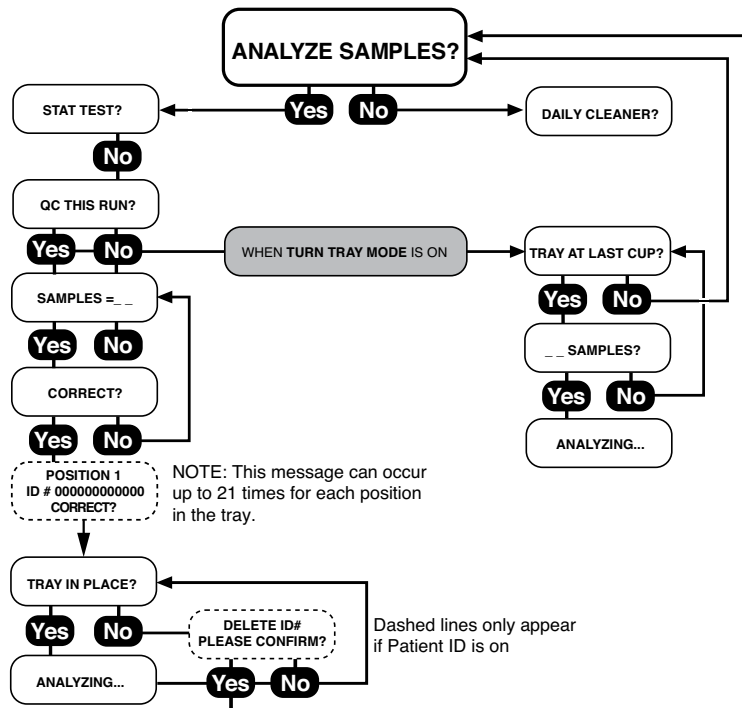 ANALYZE SAMPLES?
Yes
No
STAT TEST?
DAILY CLEANER?
No
QC THIS RUN?
Yes
No
WHEN TURN TRAY MODE IS ON
TRAY AT LAST CUP?
Yes
No
SAMPLES =_ _
Yes
No
_ _ SAMPLES?
Yes
No
CORRECT?
Yes
No
ANALYZING...
POSITION 1
ID # 000000000000
CORRECT?
NOTE: This message can occur
up to 21 times for each position
in the tray.
TRAY IN PLACE?
Yes
No
DELETE ID#
PLEASE CONFIRM?
Dashed lines only appear
if Patient ID is on
ANALYZING...
Yes
No